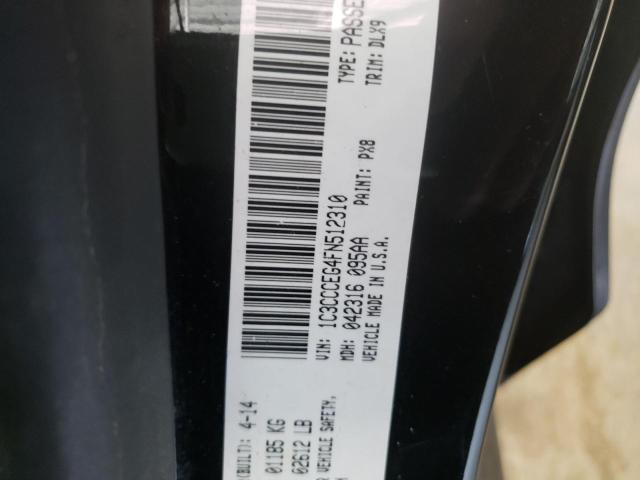 (BUILT): 4-14
01185 KG
02612 LB
VEHICLE SAFETY,
VIN: 1C3CCCEG4FN512310
TYPE: PASSE
MDH: 042316 095AA
PAINT: PX8
TRIM: DLX9
VEHICLE MADE IN U.S.A.